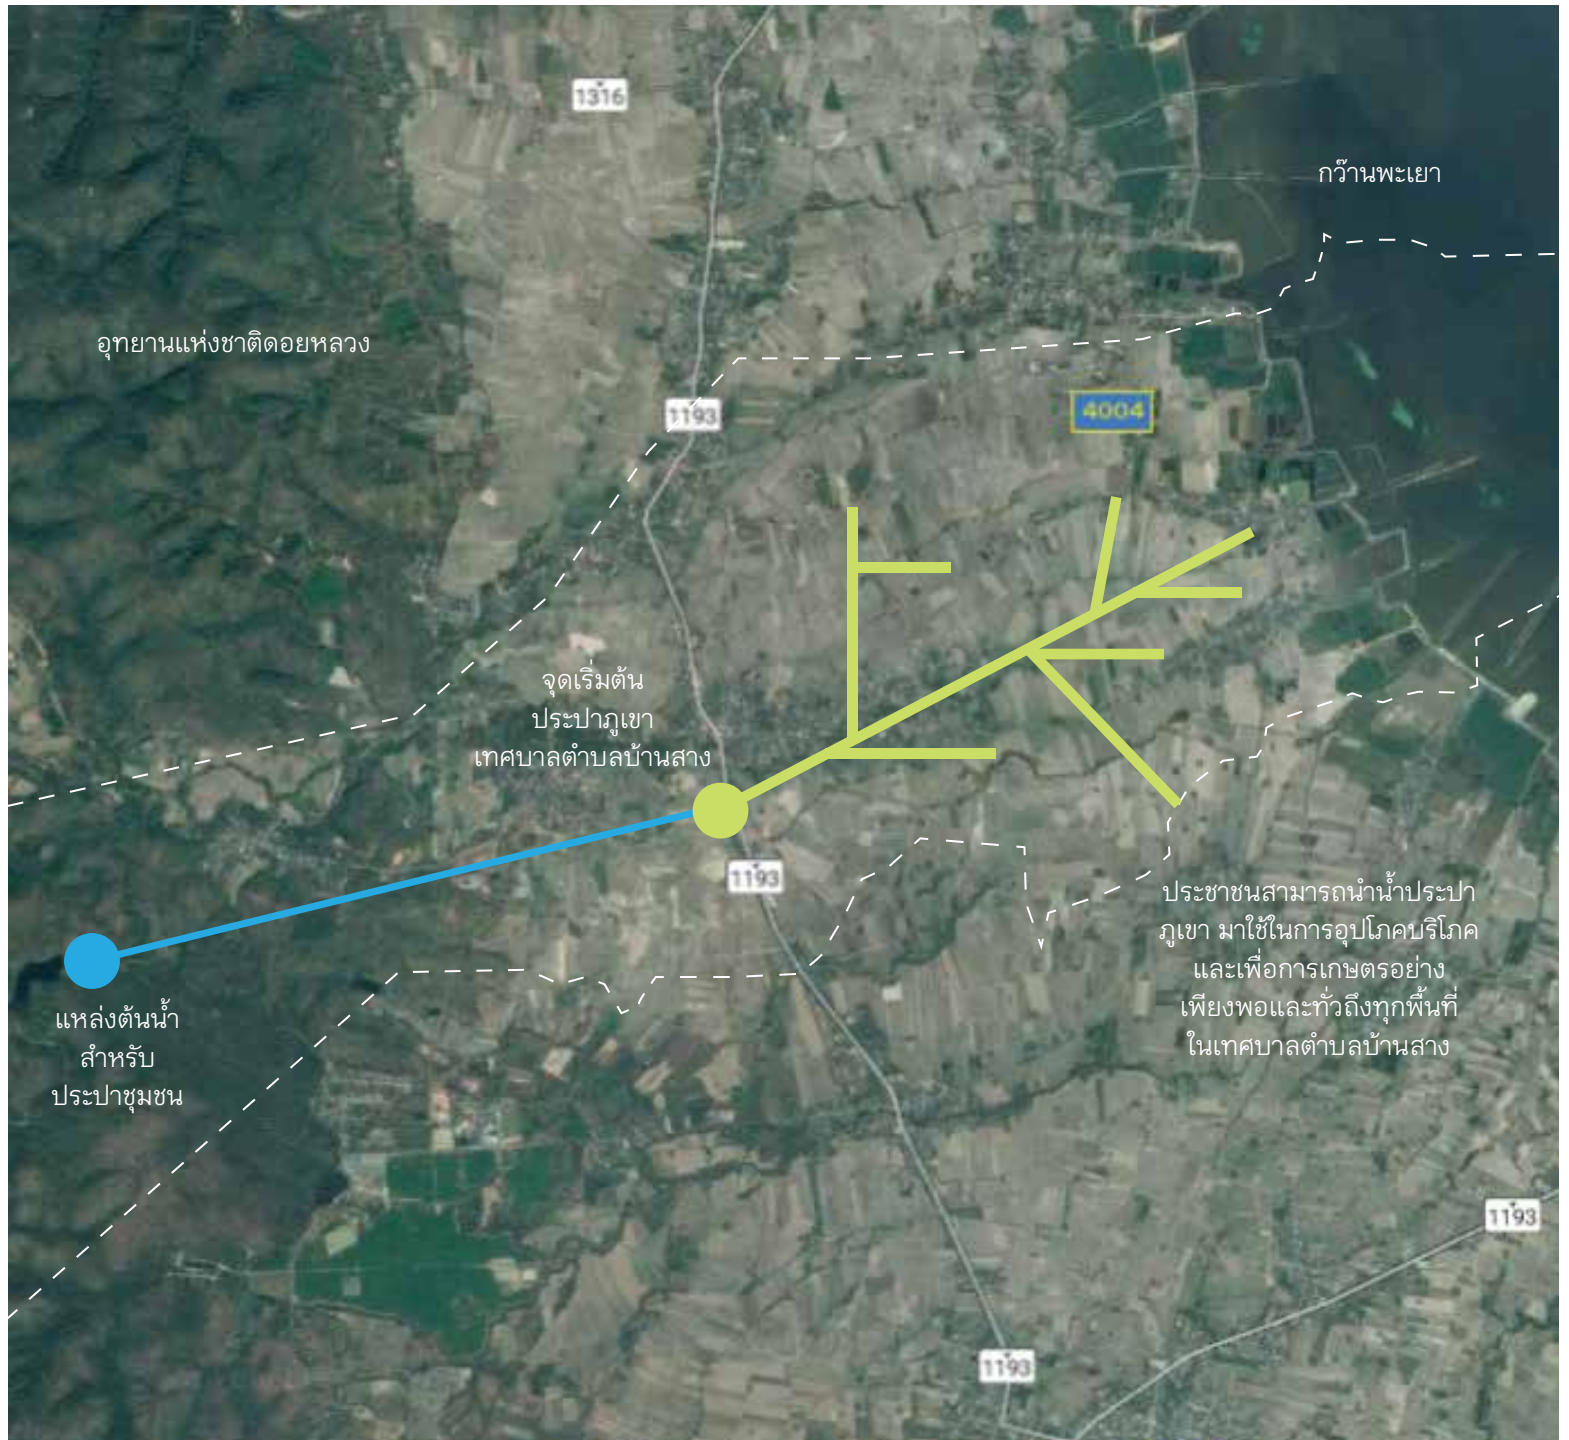 1316
กว๊านพะเยา
อุทยานแห่งชาติดอยหลวง
1193
4004
จุดเริ่มต้น
ประปาภูเขา
เทศบาลตำบลบ้านสาง
1193
ประชาชนสามารถนำน้ำประปา
ภูเขา มาใช้ในการอุปโภคบริโภค
และเพื่อการเกษตรอย่าง
เพียงพอและทั่วถึงทุกพื้นที่
ในเทศบาลตำบลบ้านสาง
แหล่งต้นน้ำ
สำหรับ
ประปาชุมชน
1193
1193